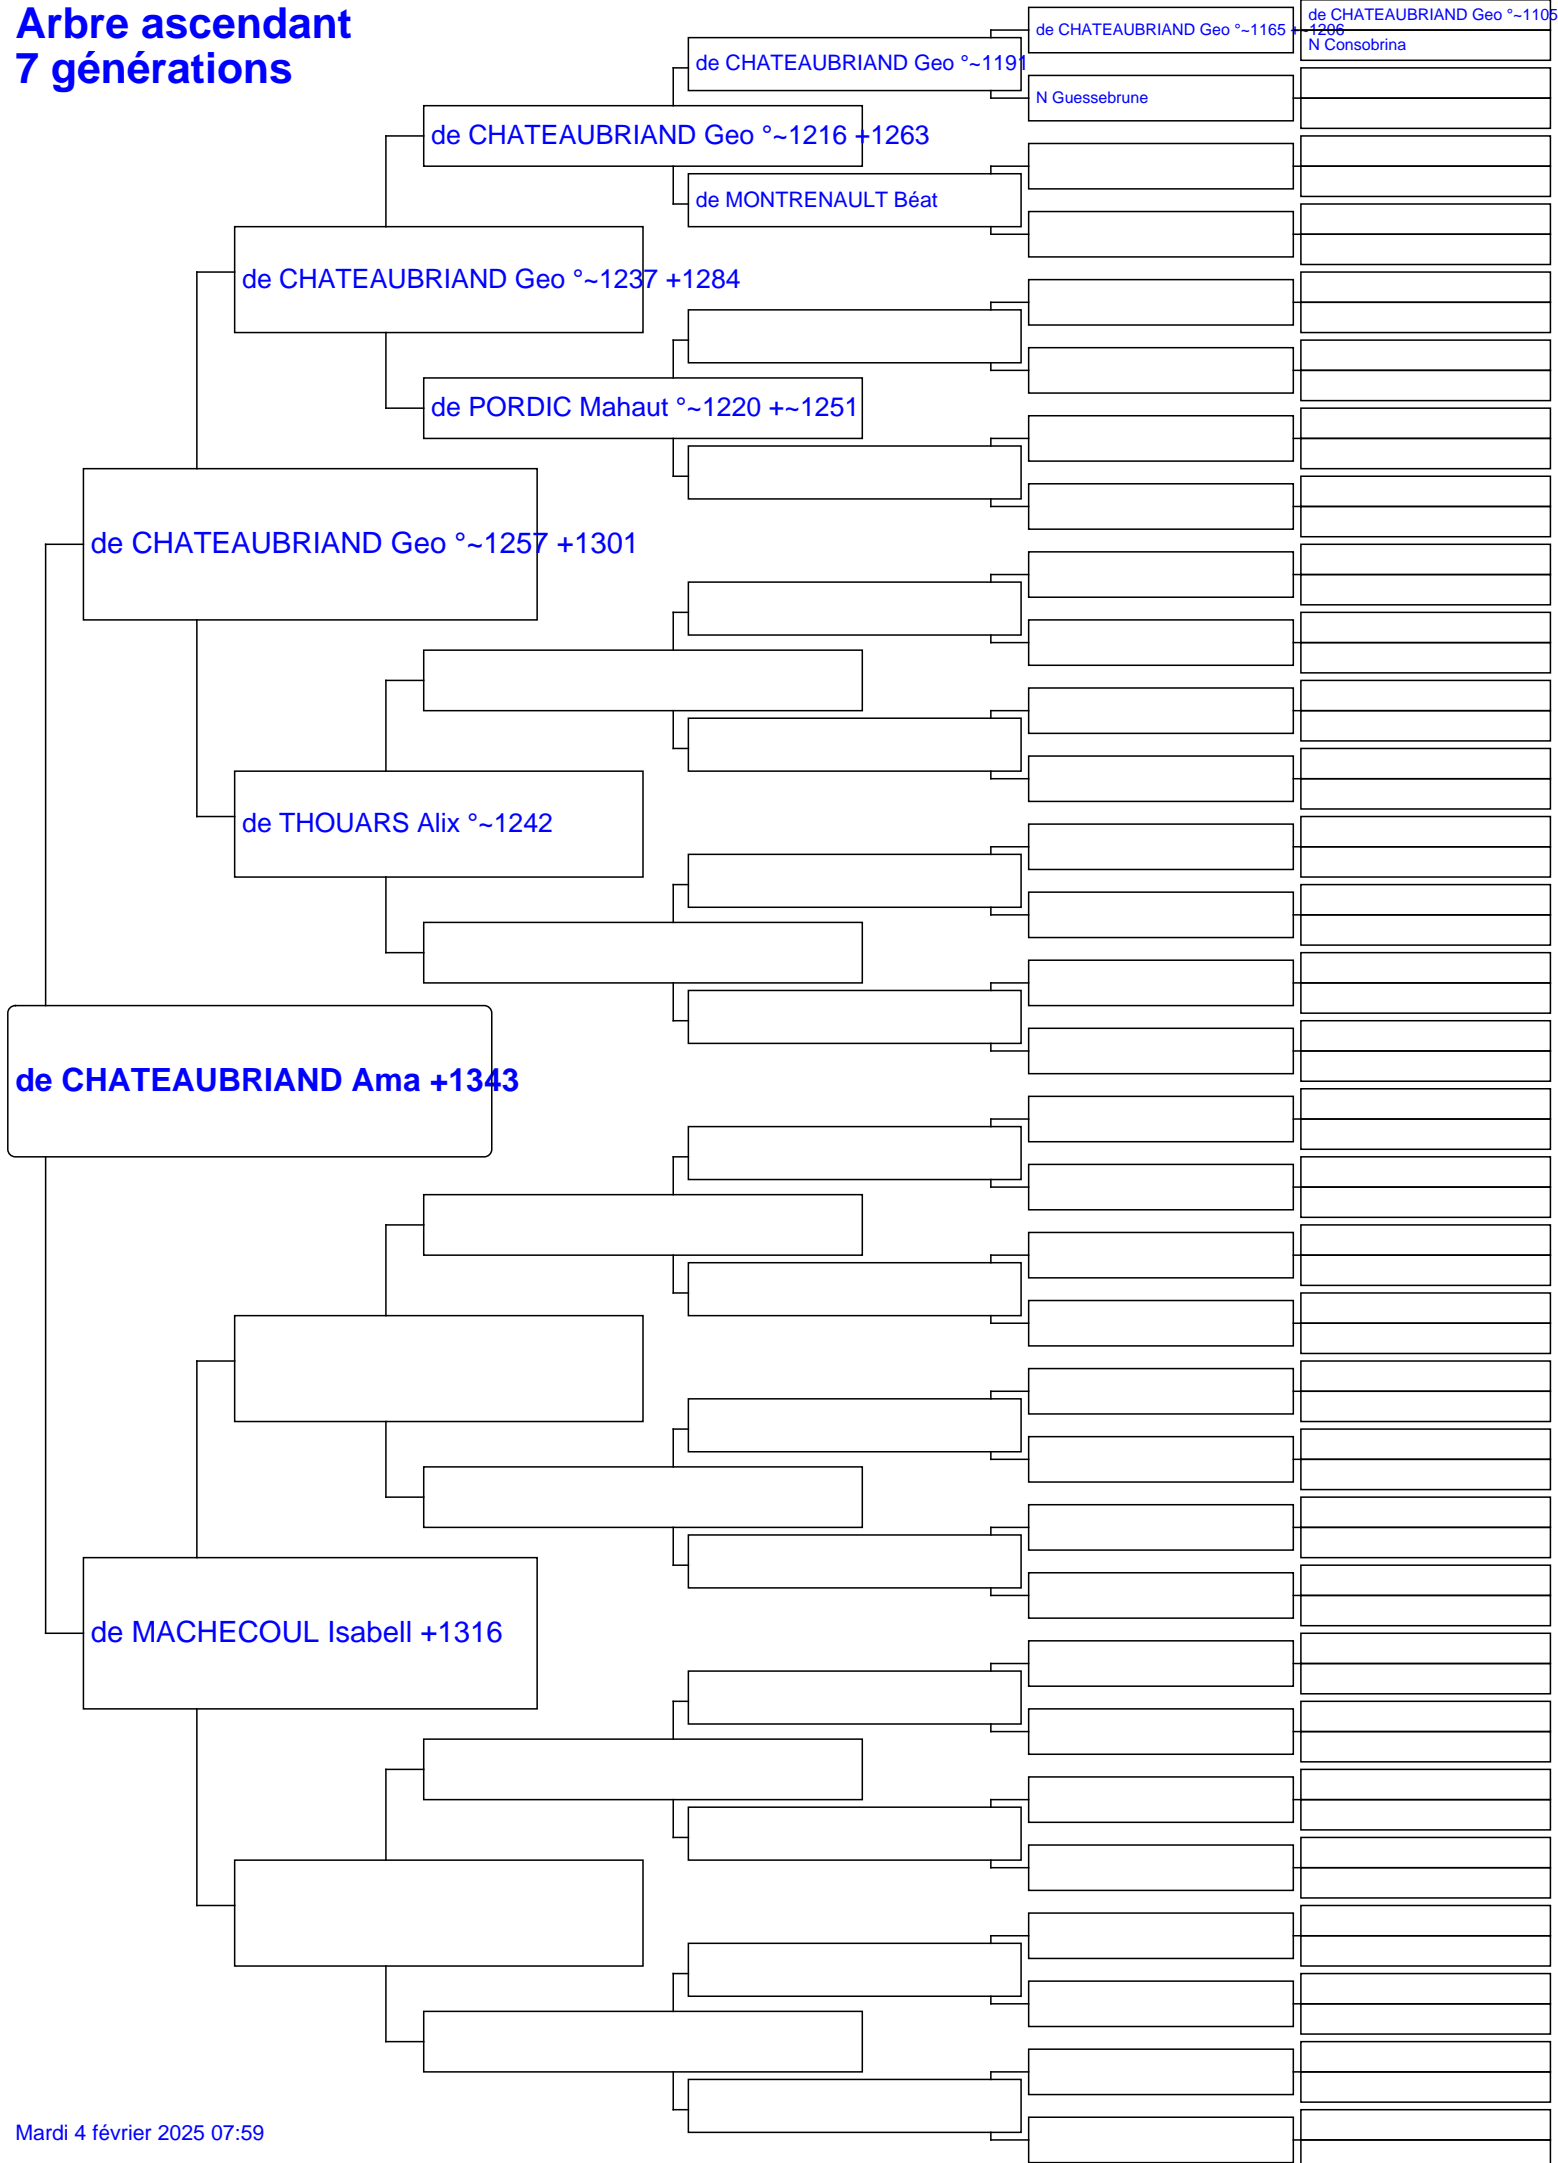 Arbre ascendant
7 générations
de CHATEAUBRIAND Geo °~1105
de CHATEAUBRIAND Geo °~1165 +~1206
N Consobrina
de CHATEAUBRIAND Geo °~1191
N Guessebrune
de CHATEAUBRIAND Geo °~1216 +1263
de MONTRENAULT Béat
de CHATEAUBRIAND Geo °~1237 +1284
de PORDIC Mahaut °~1220 +~1251
de CHATEAUBRIAND Geo °~1257 +1301
de THOUARS Alix °~1242
de CHATEAUBRIAND Ama +1343
de MACHECOUL Isabell +1316
Mardi 4 février 2025 07:59